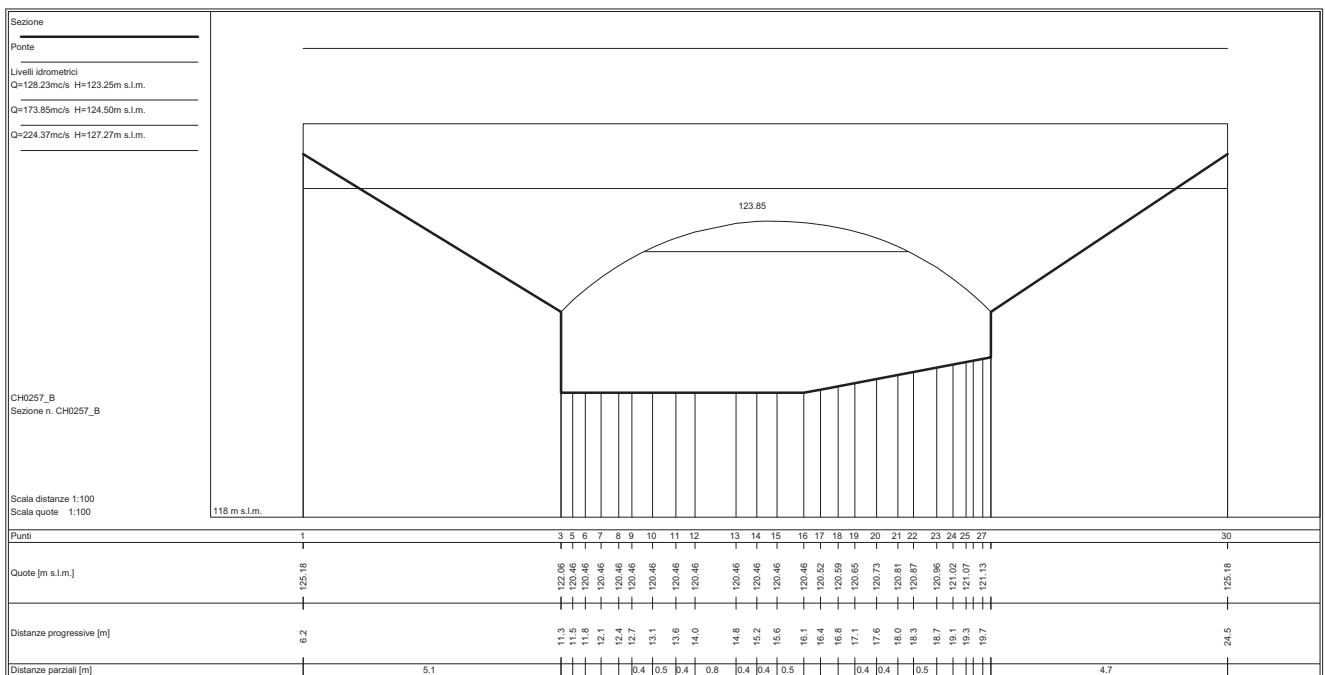 Sezione
Ponte
Livelli idrometrici
Q=128.23mc/s H=123.25m s.l.m.
Q=173.85mc/s H=124.50m s.l.m.
Q=224.37mc/s H=127.27m s.l.m.
123.85
CH0257_B
Sezione n. CH0257_B
Scala distanze 1:100
Scala quote 1:100
118 m s.l.m.
Punti 1 3 5 6 7 8 9 10 11 12 13 14 15 16 17 18 19 20 21 22 23 24 25 27 30
Quote [m s.l.m.] 125.18 122.06 120.46 120.46 120.46 120.46 120.46 120.46 120.46 120.46 120.46 120.46 120.46 120.46 120.52 120.59 120.65 120.73 120.81 120.87 120.96 121.02 121.07 121.13 125.18
Distanze progressive [m] 6.2 11.3 11.5 11.8 12.1 12.4 12.7 13.1 13.6 14.0 14.8 15.2 15.6 16.1 16.4 16.8 17.1 17.6 18.0 18.3 18.7 19.1 19.3 19.7 24.5
Distanze parziali [m] 5.1 0.4 0.5 0.4 0.8 0.4 0.4 0.5 0.4 0.4 0.5 4.7